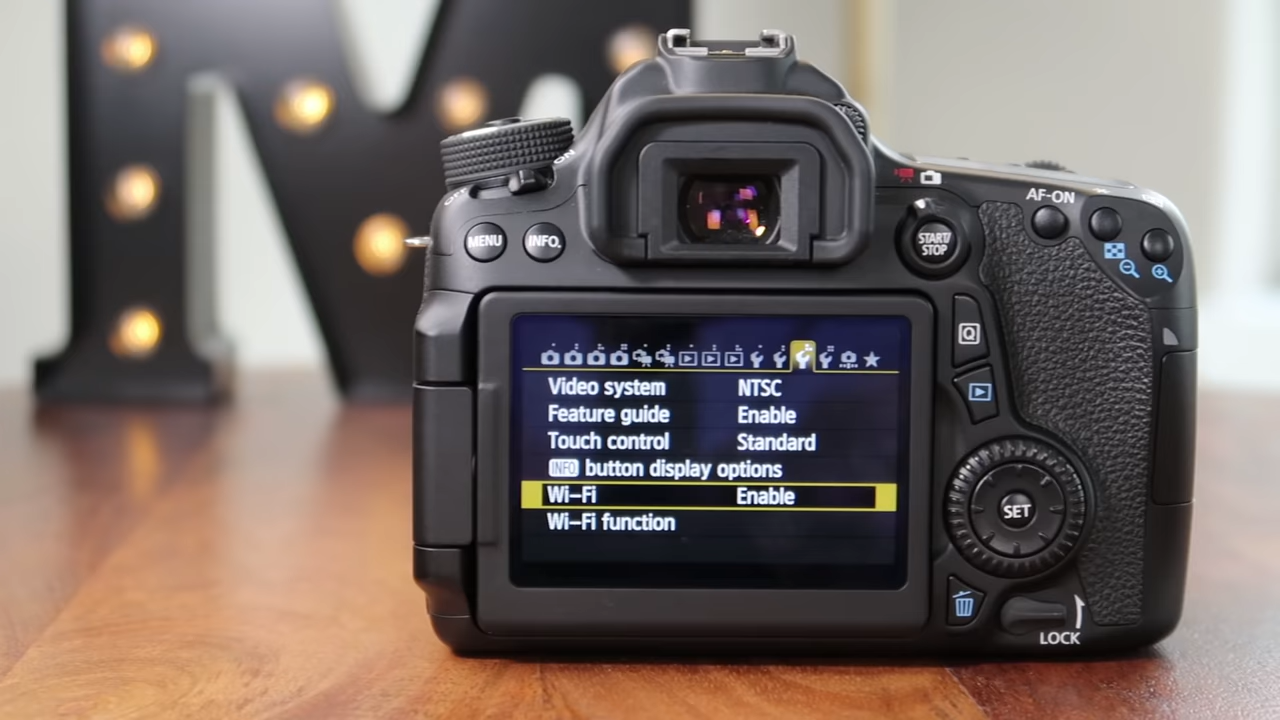 M
ON
MENU
INFO.
START/
STOP
AF-ON
Q
Video system NTSC
Feature guide Enable
Touch control Standard
INFO button display options
Wi-Fi Enable
Wi-Fi function
SET
LOCK